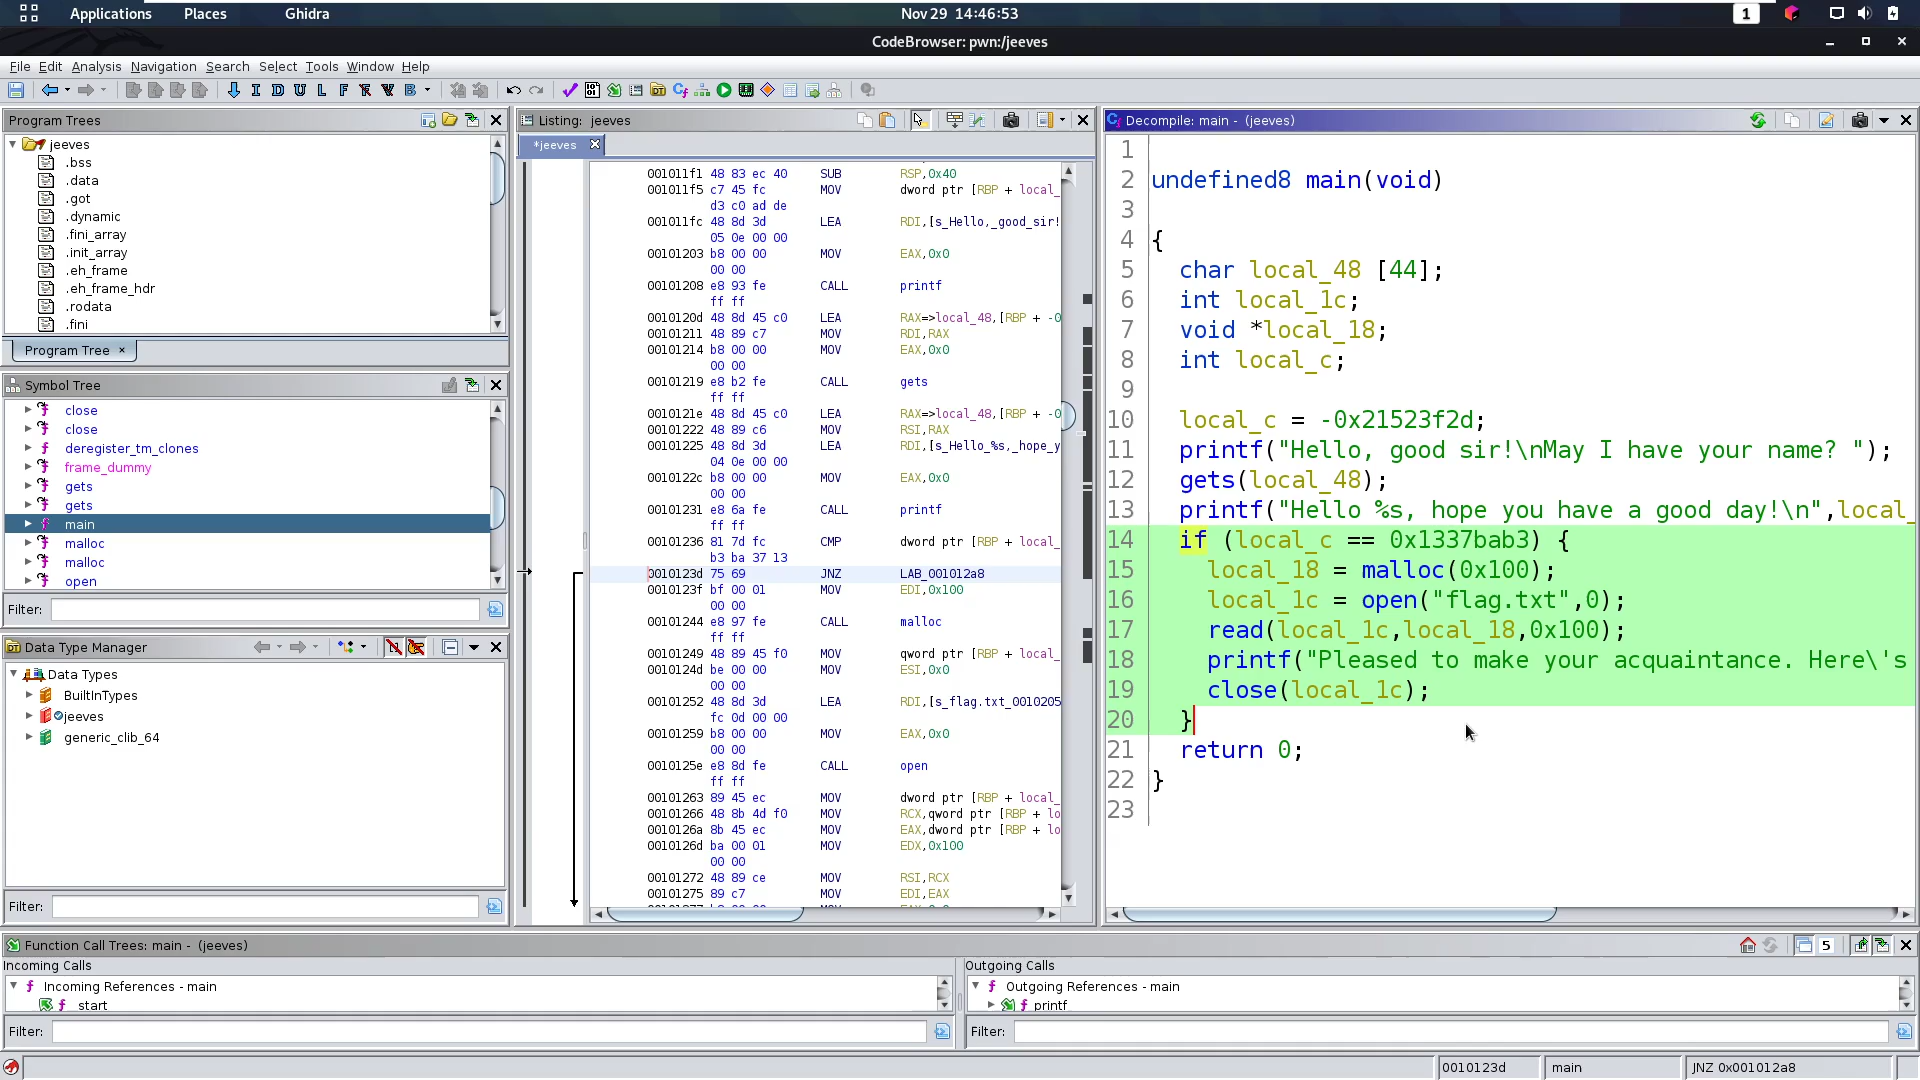 Applications Places Ghidra Nov 29 14:46:53 1
CodeBrowser: pwn:/jeeves
File Edit Analysis Navigation Search Select Tools Window Help
Program Trees
jeeves
.bss
.data
.got
.dynamic
.fini_array
.init_array
.eh_frame
.eh_frame_hdr
.rodata
.fini
Program Tree ×
Symbol Tree
close
close
deregister_tm_clones
frame_dummy
gets
gets
main
malloc
malloc
open
Filter:
Data Type Manager
Data Types
BuiltInTypes
jeeves
generic_clib_64
Filter:
Listing: jeeves
*jeeves
001011f1 48 83 ec 40 SUB RSP,0x40
001011f5 c7 45 fc MOV dword ptr [RBP + local_
d3 c0 ad de
001011fc 48 8d 3d LEA RDI,[s_Hello,_good_sir!
05 0e 00 00
00101203 b8 00 00 MOV EAX,0x0
00 00
00101208 e8 93 fe CALL printf
ff ff
0010120d 48 8d 45 c0 LEA RAX=>local_48,[RBP + -0
00101211 48 89 c7 MOV RDI,RAX
00101214 b8 00 00 MOV EAX,0x0
00 00
00101219 e8 b2 fe CALL gets
ff ff
0010121e 48 8d 45 c0 LEA RAX=>local_48,[RBP + -0
00101222 48 89 c6 MOV RSI,RAX
00101225 48 8d 3d LEA RDI,[s_Hello_%s,_hope_y
04 0e 00 00
0010122c b8 00 00 MOV EAX,0x0
00 00
00101231 e8 6a fe CALL printf
ff ff
00101236 81 7d fc CMP dword ptr [RBP + local_
b3 ba 37 13
0010123d 75 69 JNZ LAB_001012a8
0010123f bf 00 01 MOV EDI,0x100
00 00
00101244 e8 97 fe CALL malloc
ff ff
00101249 48 89 45 f0 MOV qword ptr [RBP + local_
0010124d be 00 00 MOV ESI,0x0
00 00
00101252 48 8d 3d LEA RDI,[s_flag.txt_0010205
fc 0d 00 00
00101259 b8 00 00 MOV EAX,0x0
00 00
0010125e e8 8d fe CALL open
ff ff
00101263 89 45 ec MOV dword ptr [RBP + local_
00101266 48 8b 4d f0 MOV RCX,qword ptr [RBP + lo
0010126a 8b 45 ec MOV EAX,dword ptr [RBP + lo
0010126d ba 00 01 MOV EDX,0x100
00 00
00101272 48 89 ce MOV RSI,RCX
00101275 89 c7 MOV EDI,EAX
Decompile: main - (jeeves)
1
2 undefined8 main(void)
3
4 {
5 char local_48 [44];
6 int local_1c;
7 void *local_18;
8 int local_c;
9
10 local_c = -0x21523f2d;
11 printf("Hello, good sir!\nMay I have your name? ");
12 gets(local_48);
13 printf("Hello %s, hope you have a good day!\n",local_
14 if (local_c == 0x1337bab3) {
15 local_18 = malloc(0x100);
16 local_1c = open("flag.txt",0);
17 read(local_1c,local_18,0x100);
18 printf("Pleased to make your acquaintance. Here\'s
19 close(local_1c);
20 }
21 return 0;
22 }
23
Function Call Trees: main - (jeeves) 5
Incoming Calls
Incoming References - main
f start
Filter:
Outgoing Calls
Outgoing References - main
f printf
Filter:
0010123d main JNZ 0x001012a8